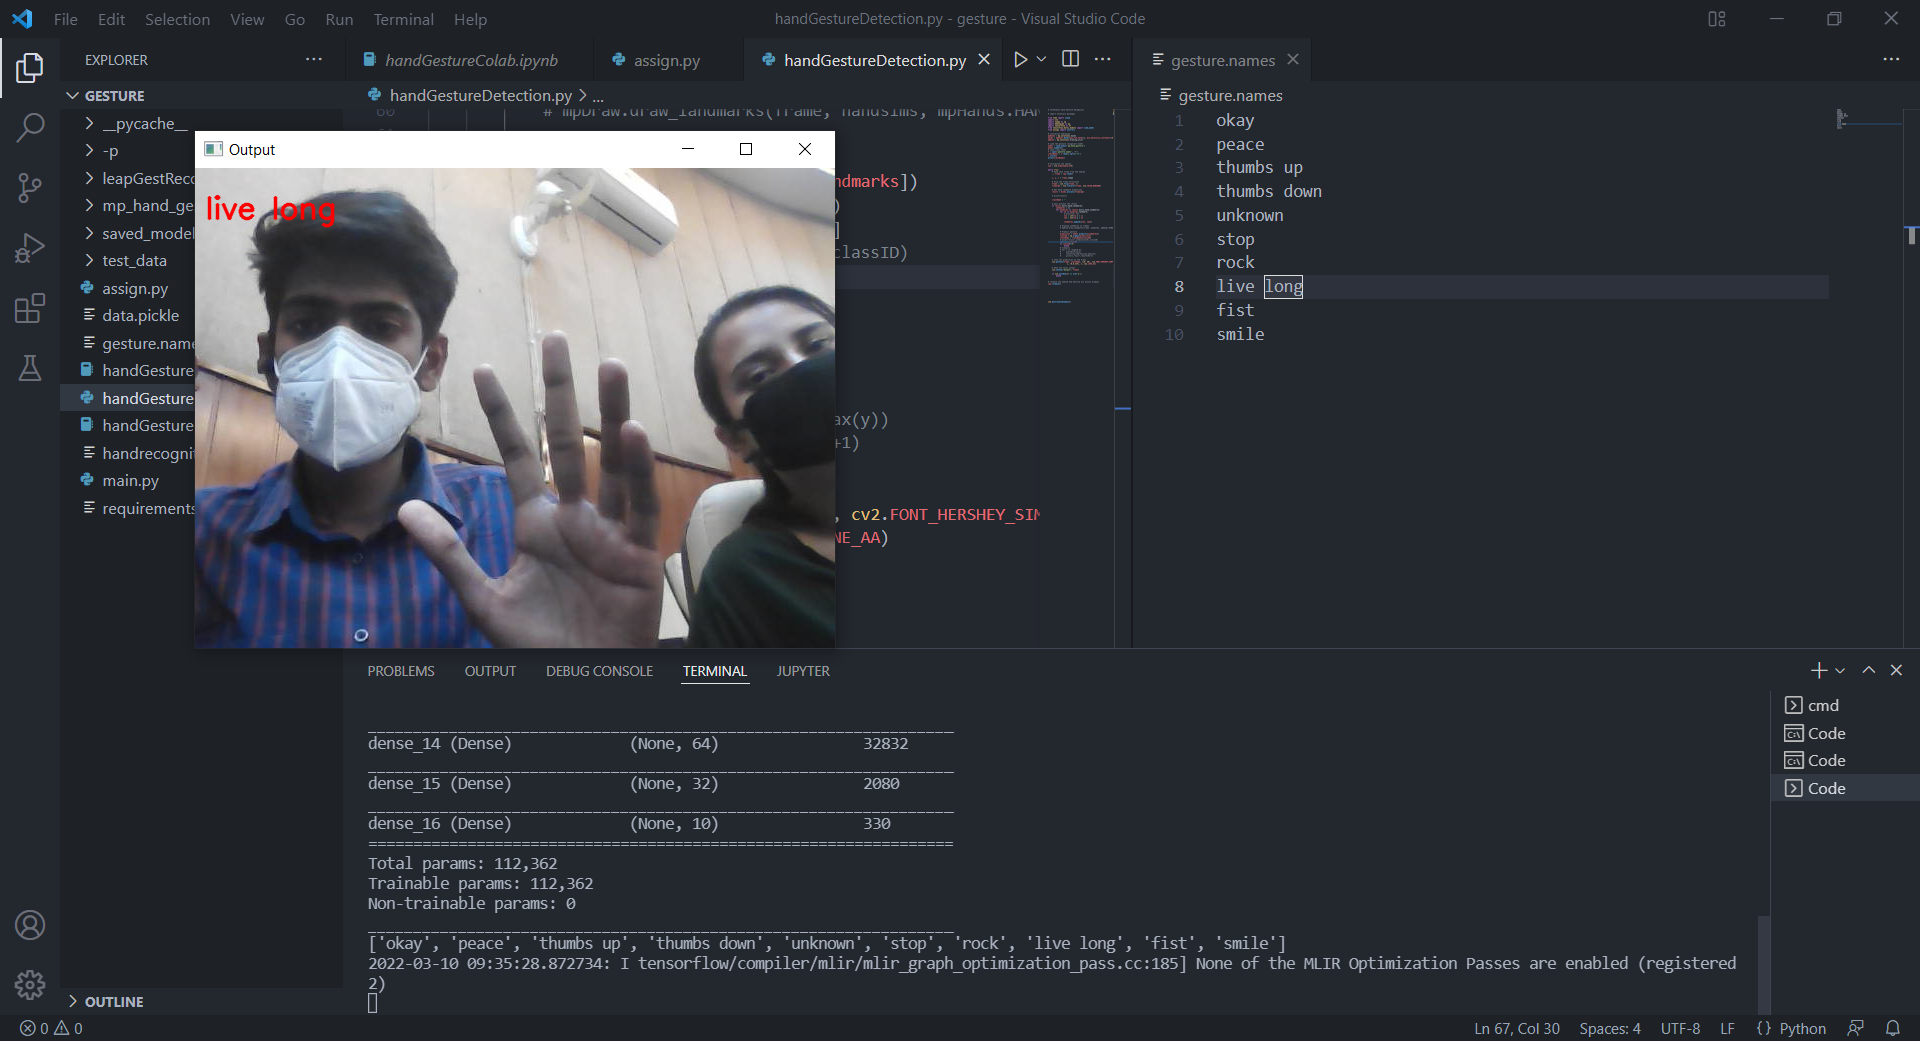 File Edit Selection View Go Run Terminal Help
handGestureDetection.py - gesture - Visual Studio Code
EXPLORER
handGestureColab.ipynb
assign.py
handGestureDetection.py
gesture.names
GESTURE
handGestureDetection.py > ...
gesture.names
__pycache__
-p
leapGestRec
mp_hand_ge
saved_model
test_data
assign.py
data.pickle
gesture.name
handGesture
handGesture
handGesture
handrecogni
main.py
requirements
OUTLINE
60
# mpDraw.draw_landmarks(frame, handslms, mpHands.HAN
Output
live long
ndmarks])
)
]
classID)
ax(y))
+1)
, cv2.FONT_HERSHEY_SIM
NE_AA)
1 okay
2 peace
3 thumbs up
4 thumbs down
5 unknown
6 stop
7 rock
8 live long
9 fist
10 smile
PROBLEMS OUTPUT DEBUG CONSOLE TERMINAL JUPYTER
dense_14 (Dense) (None, 64) 32832
dense_15 (Dense) (None, 32) 2080
dense_16 (Dense) (None, 10) 330
=================================================================
Total params: 112,362
Trainable params: 112,362
Non-trainable params: 0
['okay', 'peace', 'thumbs up', 'thumbs down', 'unknown', 'stop', 'rock', 'live long', 'fist', 'smile']
2022-03-10 09:35:28.872734: I tensorflow/compiler/mlir/mlir_graph_optimization_pass.cc:185] None of the MLIR Optimization Passes are enabled (registered
2)
cmd
Code
Code
Code
0 0
Ln 67, Col 30 Spaces: 4 UTF-8 LF {} Python